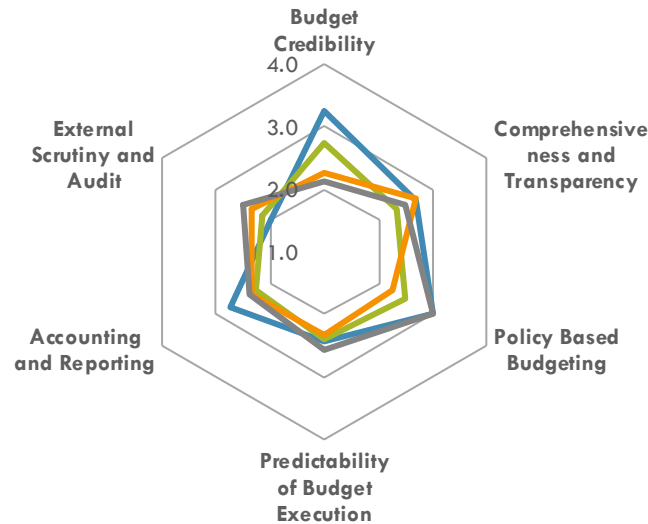 Budget
Credibility
4.0
3.0
2.0
1.0
External
Scrutiny and
Audit
Comprehensive
ness and
Transparency
Accounting
and Reporting
Policy Based
Budgeting
Predictability
of Budget
Execution